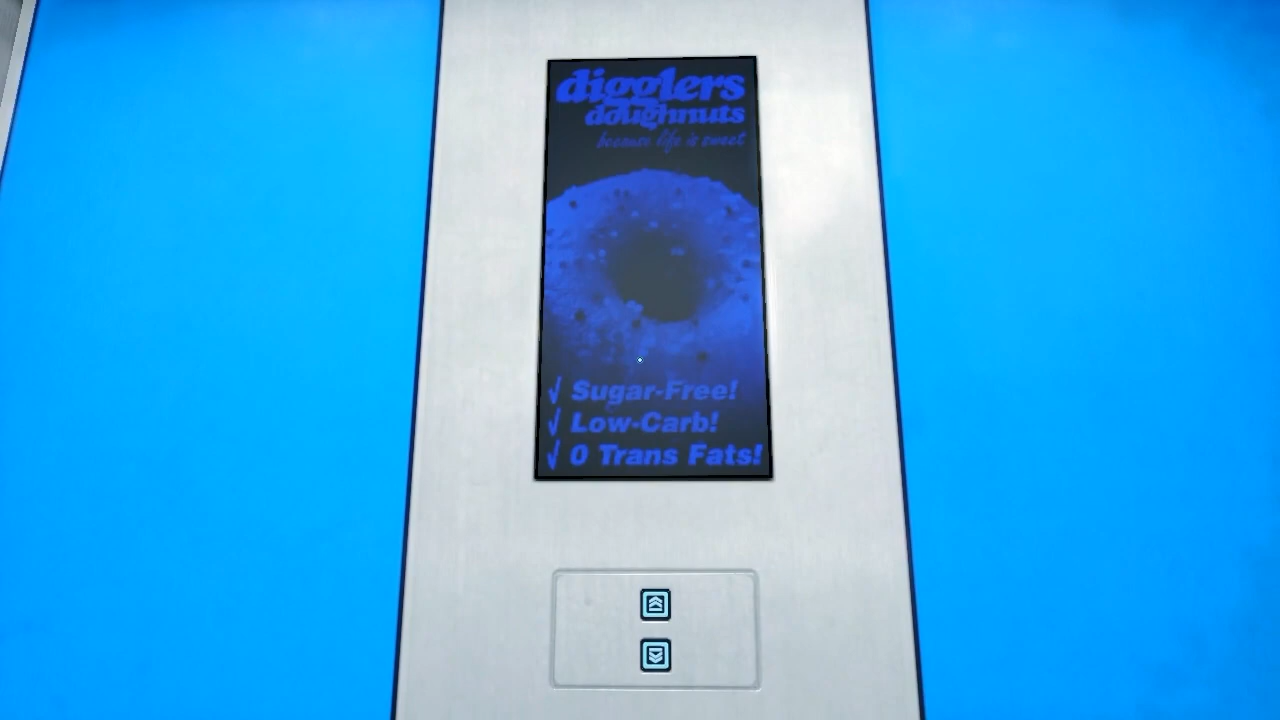 digglers
doughnuts
because life is sweet
√ Sugar-Free!
√ Low-Carb!
√ 0 Trans Fats!